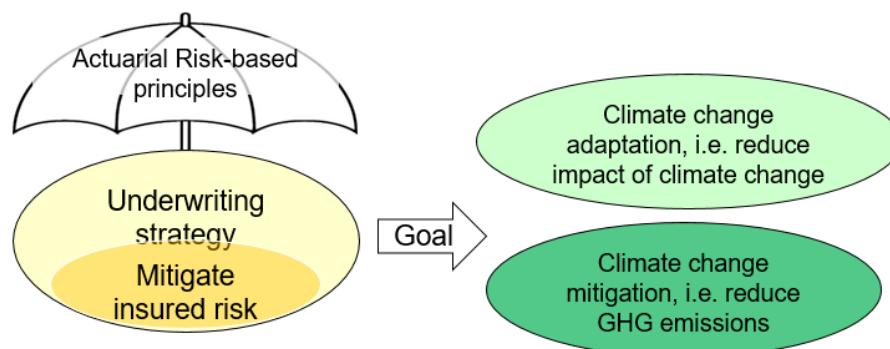 Actuarial Risk-based
principles
Underwriting
strategy
Mitigate
insured risk
Goal
Climate change
adaptation, i.e. reduce
impact of climate change
Climate change
mitigation, i.e. reduce
GHG emissions